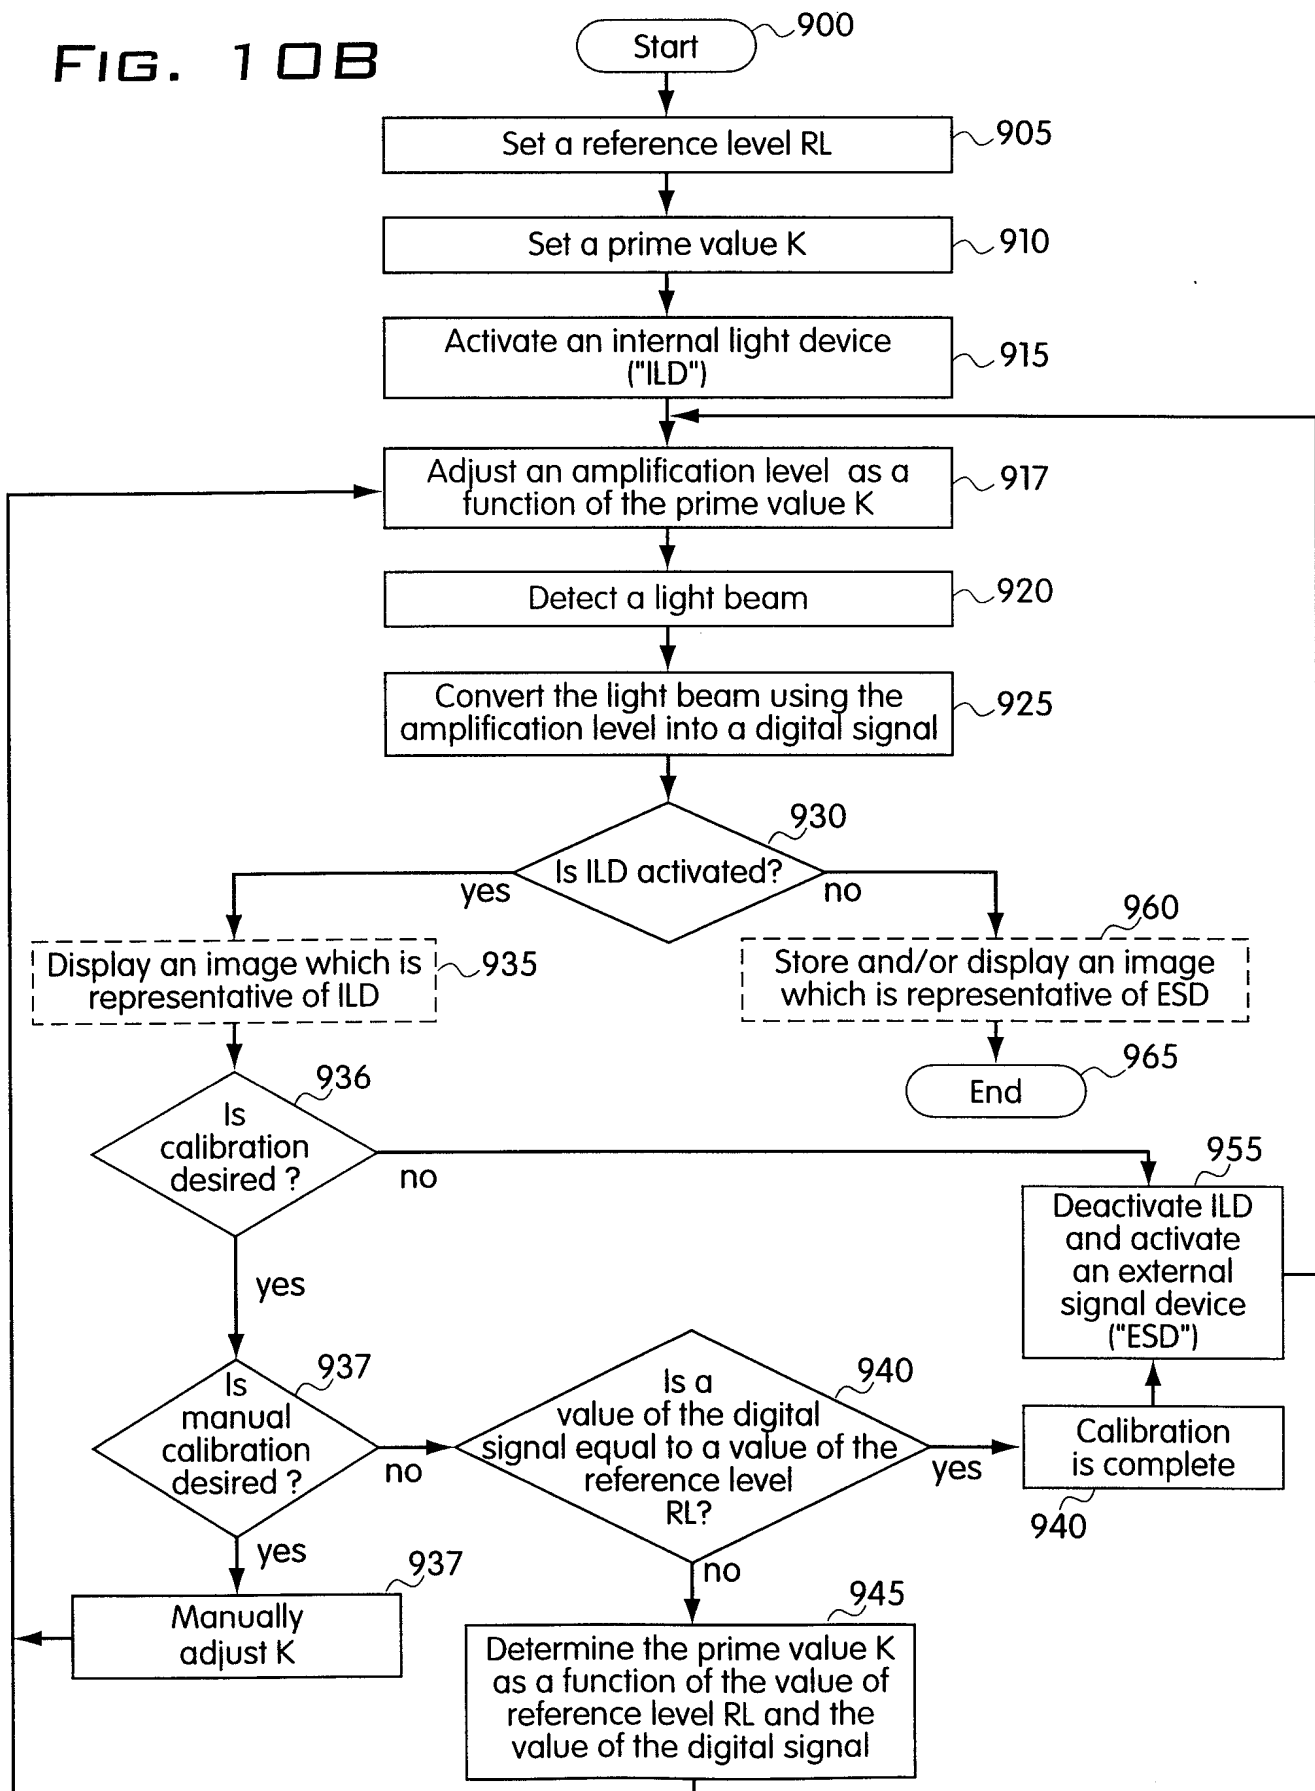 FIG. 10B
Start
900
Set a reference level RL
905
Set a prime value K
910
Activate an internal light device
("ILD")
915
Adjust an amplification level as a
function of the prime value K
917
Detect a light beam
920
Convert the light beam using the
amplification level into a digital signal
925
930
Is ILD activated?
yes
no
Display an image which is
representative of ILD
935
960
Store and/or display an image
which is representative of ESD
965
End
936
Is
calibration
desired ?
no
yes
955
Deactivate ILD
and activate
an external
signal device
("ESD")
937
Is
manual
calibration
desired ?
no
yes
940
Is a
value of the digital
signal equal to a value of the
reference level
RL?
yes
no
Calibration
is complete
940
937
Manually
adjust K
945
Determine the prime value K
as a function of the value of
reference level RL and the
value of the digital signal